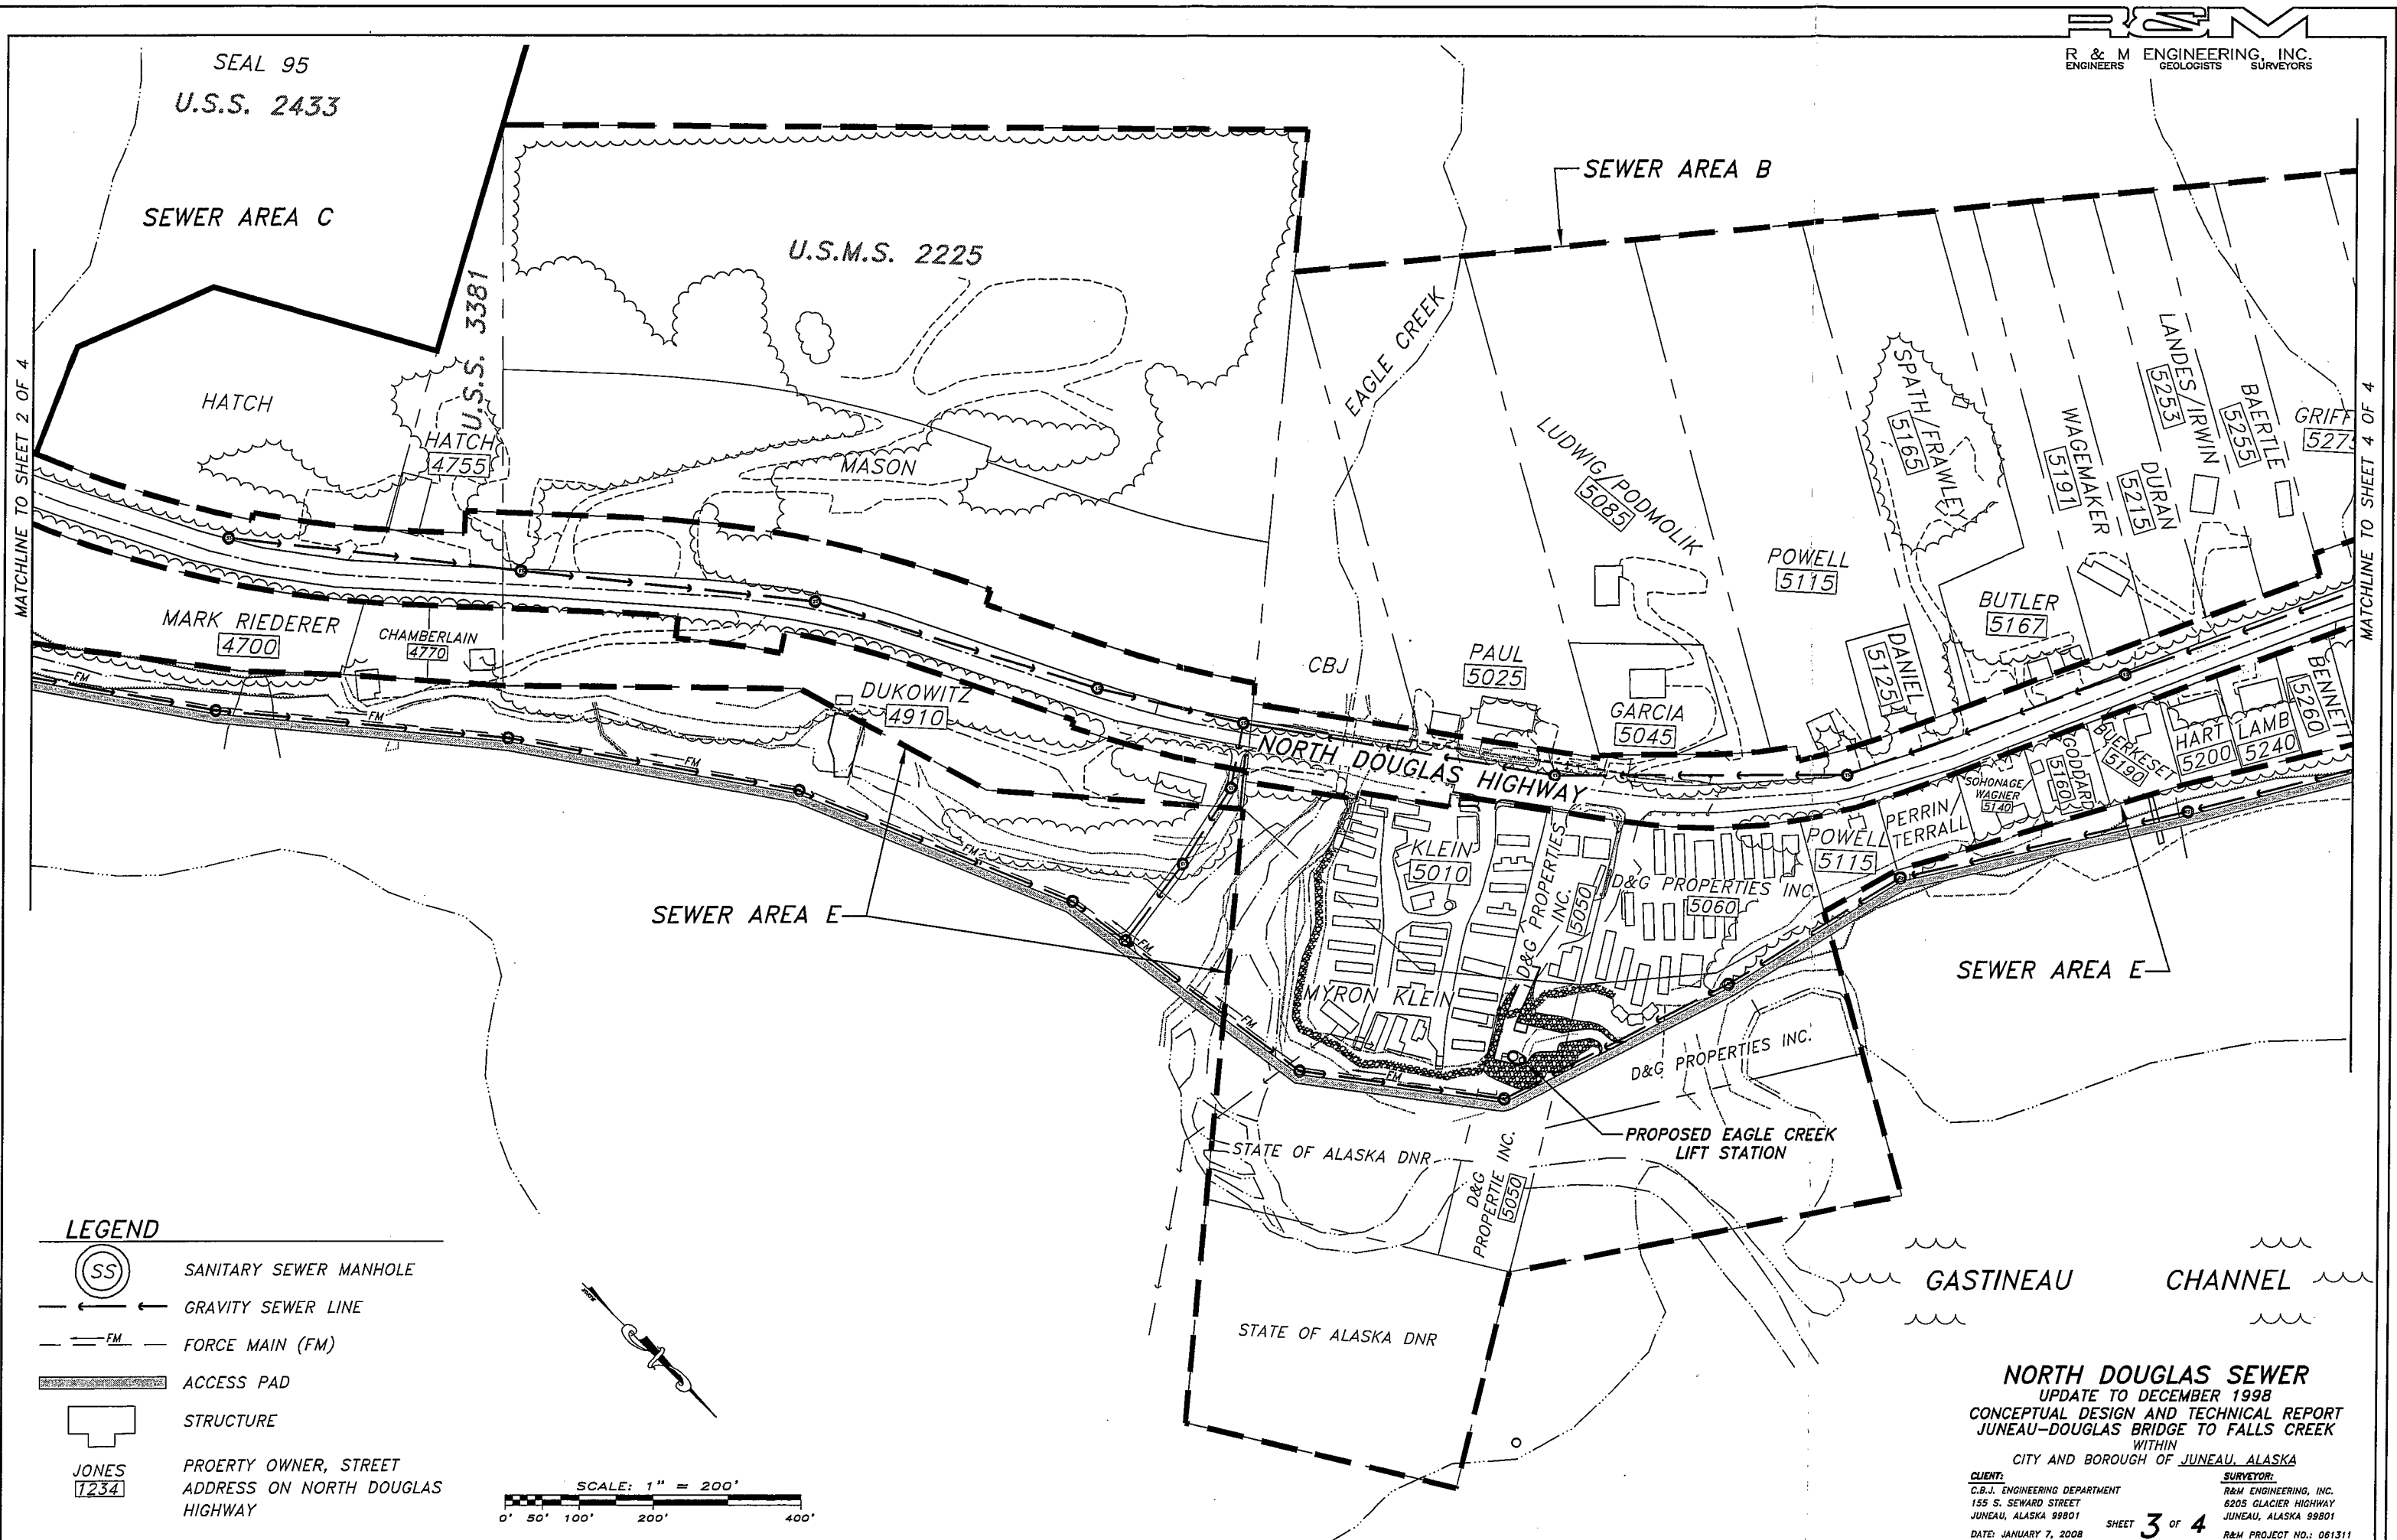 R&M
R & M ENGINEERING, INC.
ENGINEERS GEOLOGISTS SURVEYORS
SEAL 95
U.S.S. 2433
SEWER AREA C
U.S.M.S. 2225
SEWER AREA B
U.S.S. 3381
EAGLE CREEK
MATCHLINE TO SHEET 2 OF 4
MATCHLINE TO SHEET 4 OF 4
HATCH
HATCH
4755
MASON
LUDWIG/PODMOLIK
5085
POWELL
5115
SPATH/FRAWLEY
5165
WAGEMAKER
5191
DURAN
5215
LANDES/IRWIN
5253
BAERTLE
5255
GRIFF
5275
MARK RIEDERER
4700
CHAMBERLAIN
4770
DUKOWITZ
4910
CBJ
PAUL
5025
GARCIA
5045
DANIEL
5125
BUTLER
5167
NORTH DOUGLAS HIGHWAY
KLEIN
5010
D&G PROPERTIES
INC.
5050
D&G PROPERTIES INC.
5060
POWELL
5115
PERRIN/
TERRALL
SOHONAGE/
WAGNER
5140
GODDARD
5160
BUERKESET
5190
HART
5200
LAMB
5240
BENNETT
5260
FM
FM
FM
FM
FM
FM
FM
FM
SEWER AREA E
SEWER AREA E
MYRON KLEIN
D&G PROPERTIES INC.
PROPOSED EAGLE CREEK
LIFT STATION
STATE OF ALASKA DNR
D&G
PROPERTIE INC.
5050
STATE OF ALASKA DNR
GASTINEAU CHANNEL
LEGEND
SS SANITARY SEWER MANHOLE
GRAVITY SEWER LINE
FM FORCE MAIN (FM)
ACCESS PAD
STRUCTURE
JONES
1234
PROERTY OWNER, STREET
ADDRESS ON NORTH DOUGLAS
HIGHWAY
SCALE: 1" = 200'
0' 50' 100' 200' 400'
NORTH DOUGLAS SEWER
UPDATE TO DECEMBER 1998
CONCEPTUAL DESIGN AND TECHNICAL REPORT
JUNEAU-DOUGLAS BRIDGE TO FALLS CREEK
WITHIN
CITY AND BOROUGH OF JUNEAU, ALASKA
CLIENT:
C.B.J. ENGINEERING DEPARTMENT
155 S. SEWARD STREET
JUNEAU, ALASKA 99801
DATE: JANUARY 7, 2008
SHEET 3 OF 4
SURVEYOR:
R&M ENGINEERING, INC.
6205 GLACIER HIGHWAY
JUNEAU, ALASKA 99801
R&M PROJECT NO.: 061311